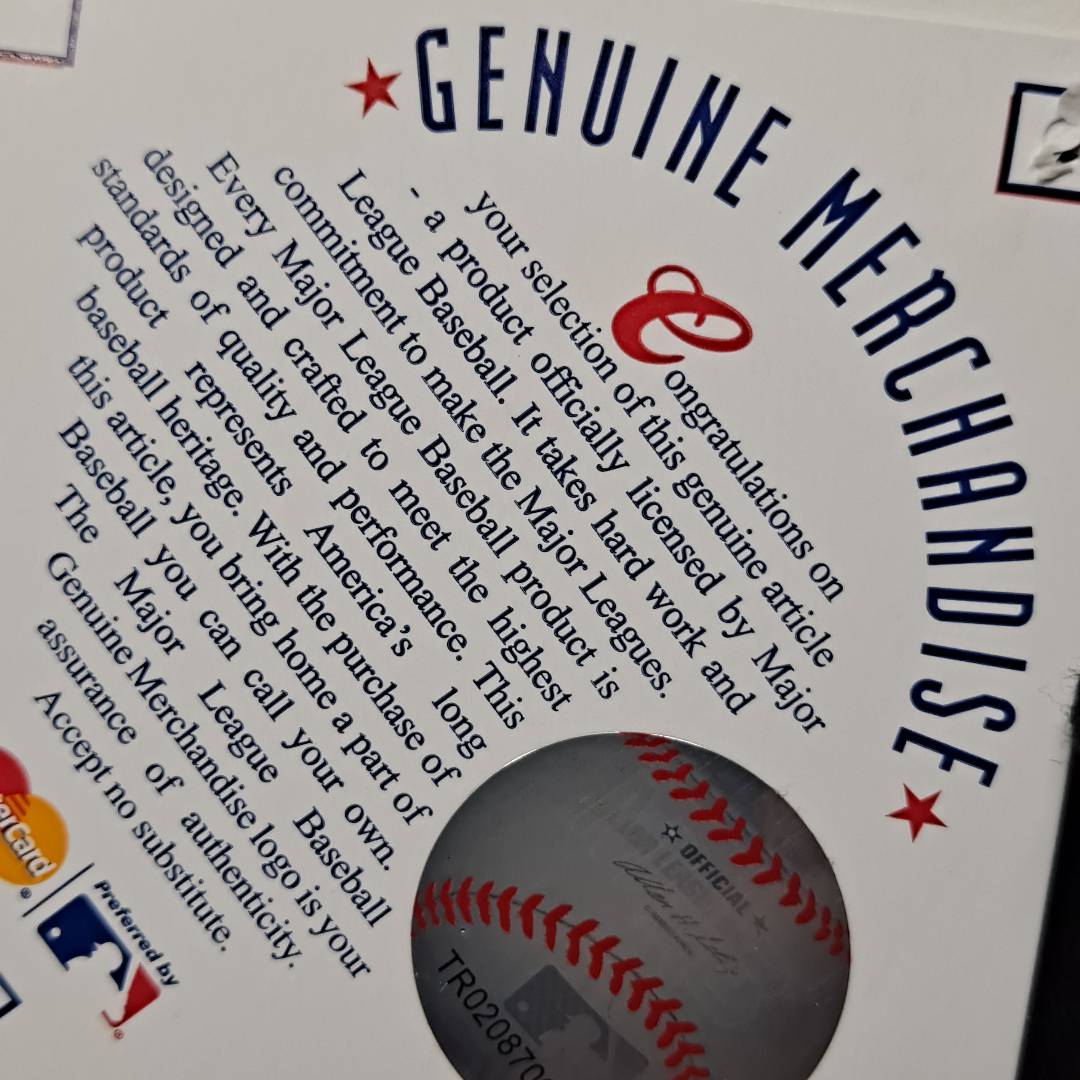 ★ GENUINE MERCHANDISE ★
Congratulations on
your selection of this genuine article
- a product officially licensed by Major
League Baseball. It takes hard work and
commitment to make the Major Leagues.
Every Major League Baseball product is
designed and crafted to meet the highest
standards of quality and performance. This
product represents America's long
baseball heritage. With the purchase of
this article, you bring home a part of
Baseball you can call your own.
The Major League Baseball
Genuine Merchandise logo is your
assurance of authenticity.
Accept no substitute.
Preferred by
☆ OFFICIAL ★